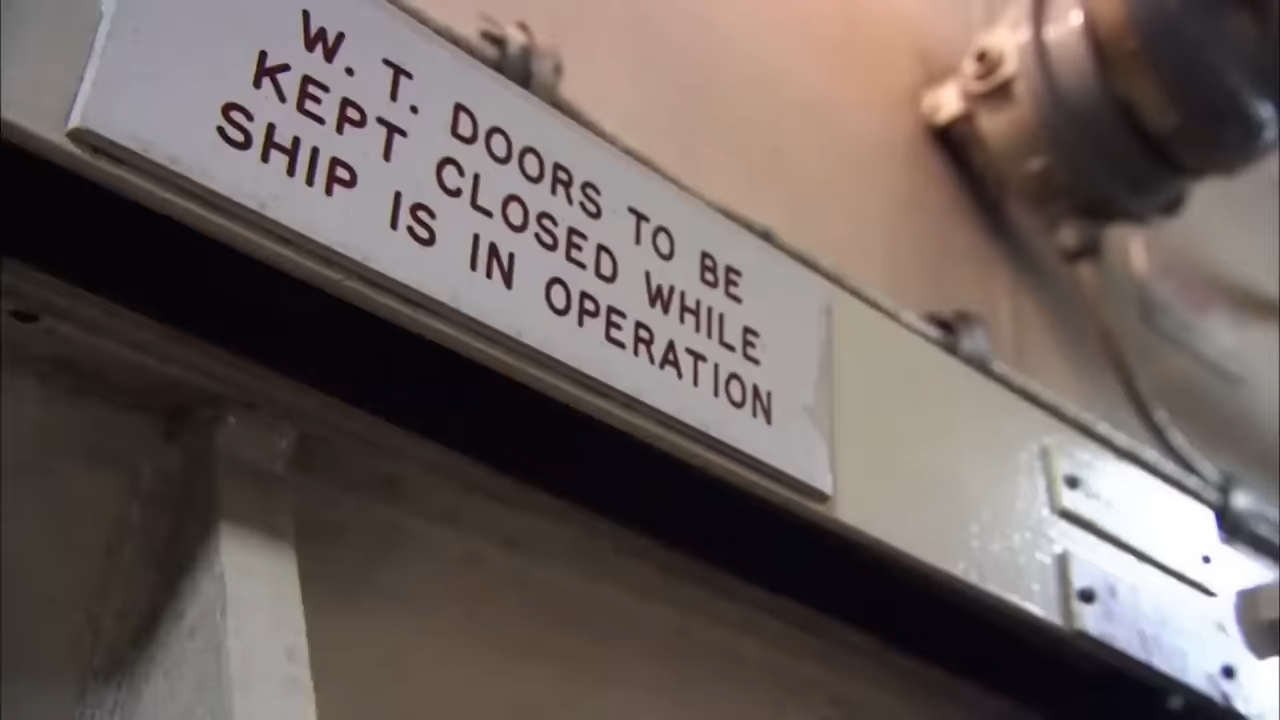 W. T. DOORS TO BE
KEPT CLOSED WHILE
SHIP IS IN OPERATION